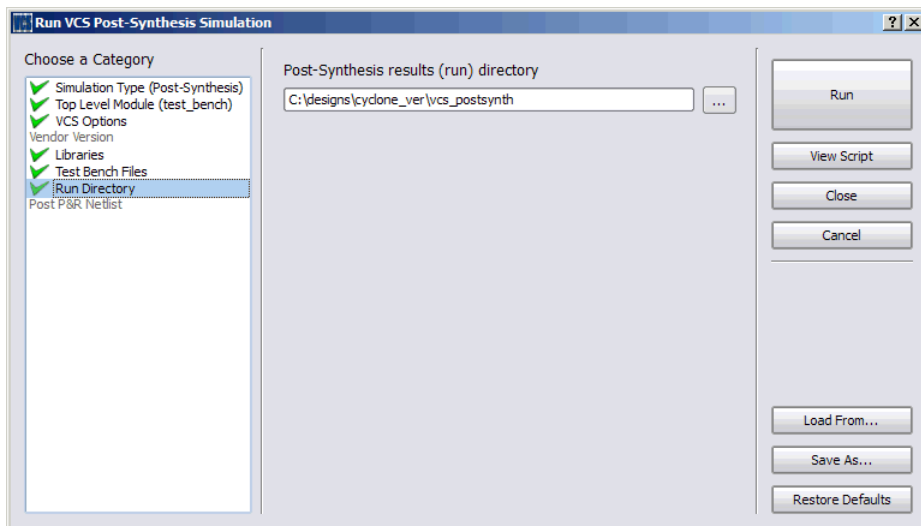 Run VCS Post-Synthesis Simulation
Choose a Category
Simulation Type (Post-Synthesis)
Top Level Module (test_bench)
VCS Options
Vendor Version
Libraries
Test Bench Files
Run Directory
Post P&R Netlist
Post-Synthesis results (run) directory
C:\designs\cyclone_ver\vcs_postsynth
...
Run
View Script
Close
Cancel
Load From...
Save As...
Restore Defaults